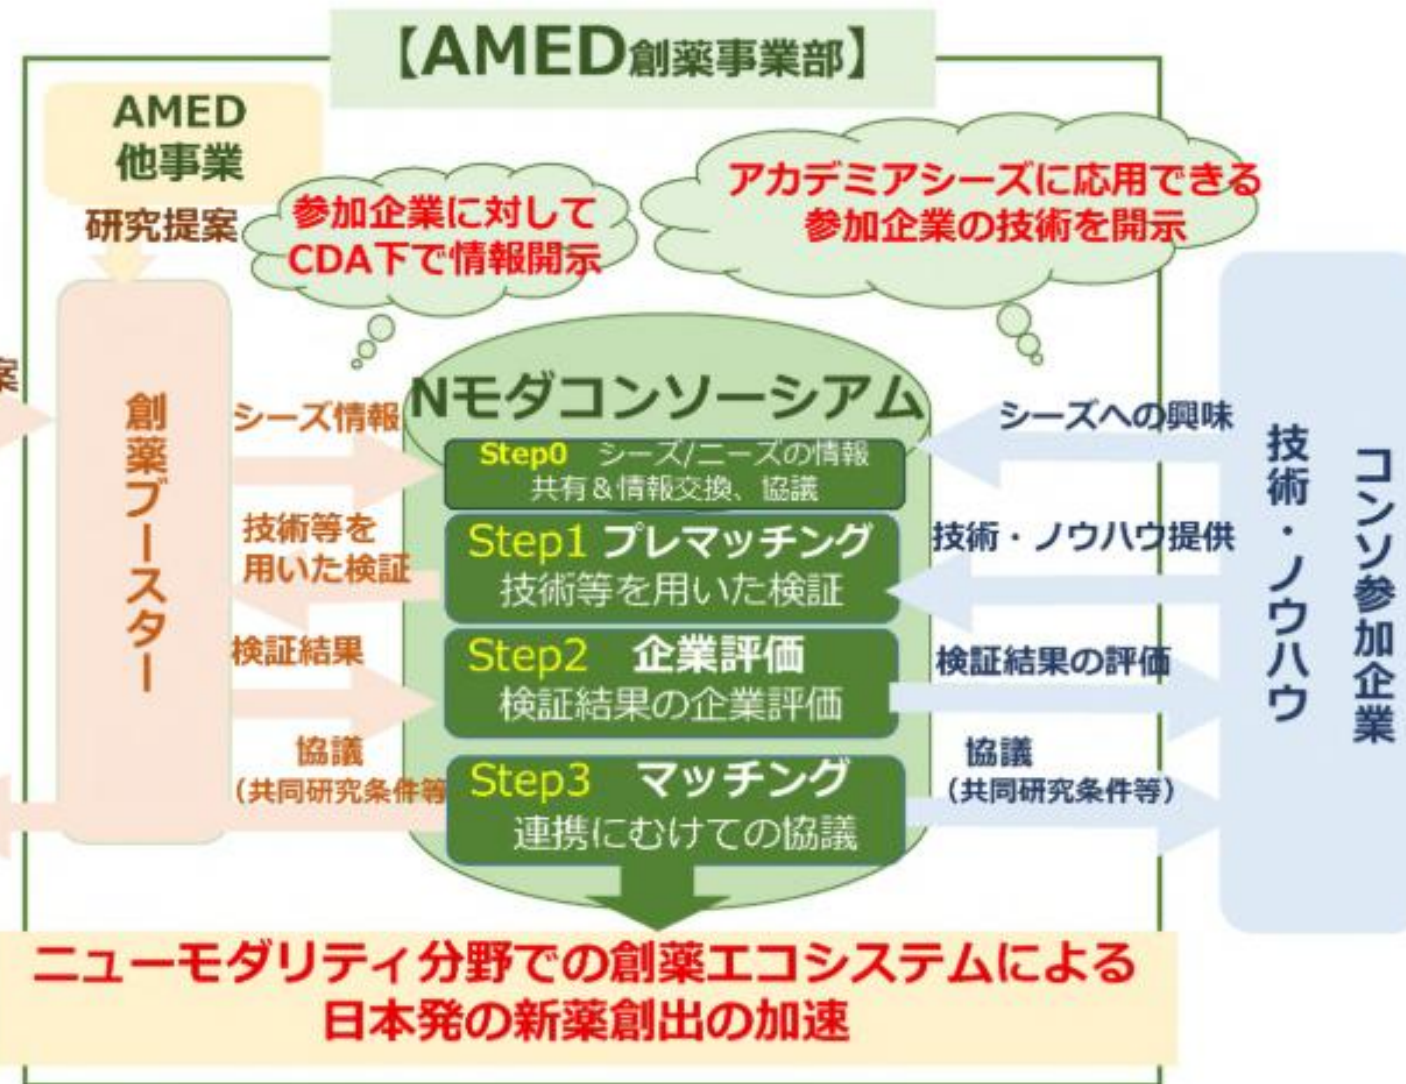 【AMED創薬事業部】
AMED
他事業
研究提案
参加企業に対して
CDA下で情報開示
アカデミアシーズに応用できる
参加企業の技術を開示
案
創薬ブースター
Nモダコンソーシアム
シーズ情報
Step0 シーズ/ニーズの情報
共有＆情報交換、協議
シーズへの興味
技術等を
用いた検証
Step1 プレマッチング
技術等を用いた検証
技術・ノウハウ提供
検証結果
Step2 企業評価
検証結果の企業評価
検証結果の評価
協議
（共同研究条件等
Step3 マッチング
連携にむけての協議
協議
（共同研究条件等）
コンソ参加企業
技術・ノウハウ
ニューモダリティ分野での創薬エコシステムによる
日本発の新薬創出の加速